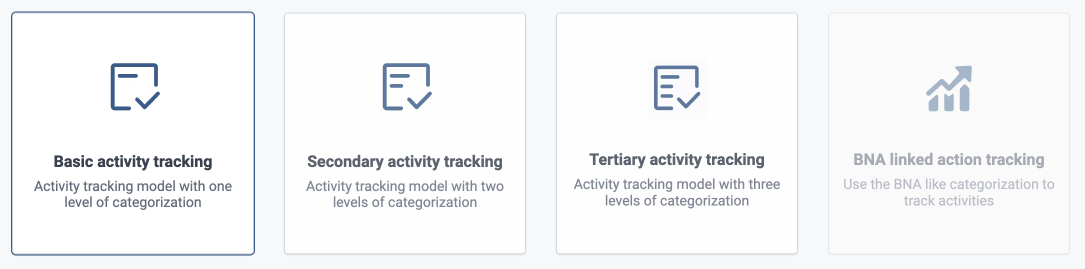 Basic activity tracking
Activity tracking model with one
level of categorization
Secondary activity tracking
Activity tracking model with two
levels of categorization
Tertiary activity tracking
Activity tracking model with three
levels of categorization
BNA linked action tracking
Use the BNA like categorization to
track activities